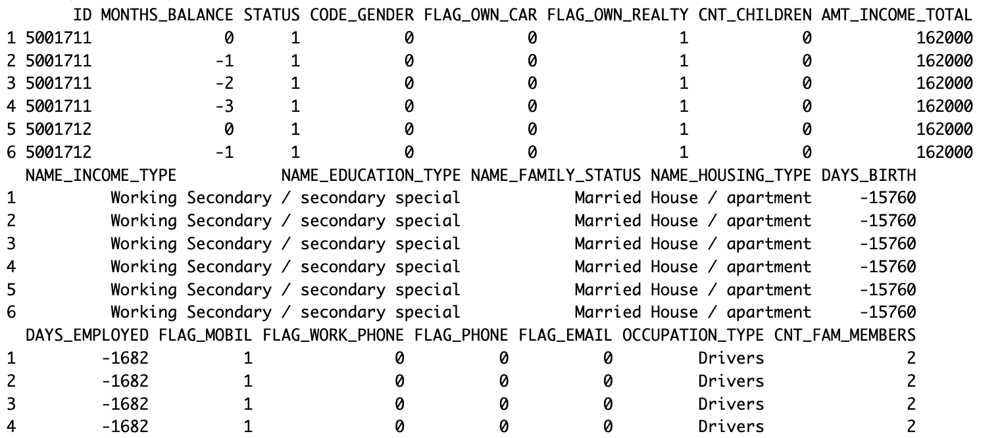 ID MONTHS_BALANCE STATUS CODE_GENDER FLAG_OWN_CAR FLAG_OWN_REALTY CNT_CHILDREN AMT_INCOME_TOTAL
1 5001711 0 1 0 0 1 0 162000
2 5001711 -1 1 0 0 1 0 162000
3 5001711 -2 1 0 0 1 0 162000
4 5001711 -3 1 0 0 1 0 162000
5 5001712 0 1 0 0 1 0 162000
6 5001712 -1 1 0 0 1 0 162000
NAME_INCOME_TYPE NAME_EDUCATION_TYPE NAME_FAMILY_STATUS NAME_HOUSING_TYPE DAYS_BIRTH
1 Working Secondary / secondary special Married House / apartment -15760
2 Working Secondary / secondary special Married House / apartment -15760
3 Working Secondary / secondary special Married House / apartment -15760
4 Working Secondary / secondary special Married House / apartment -15760
5 Working Secondary / secondary special Married House / apartment -15760
6 Working Secondary / secondary special Married House / apartment -15760
DAYS_EMPLOYED FLAG_MOBIL FLAG_WORK_PHONE FLAG_PHONE FLAG_EMAIL OCCUPATION_TYPE CNT_FAM_MEMBERS
1 -1682 1 0 0 0 Drivers 2
2 -1682 1 0 0 0 Drivers 2
3 -1682 1 0 0 0 Drivers 2
4 -1682 1 0 0 0 Drivers 2